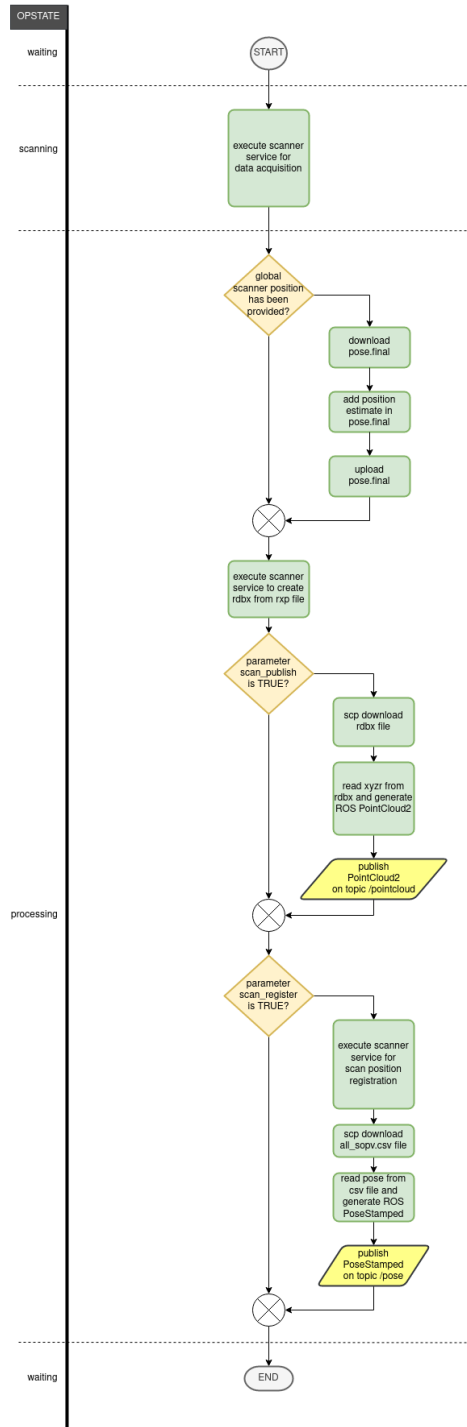 OPSTATE
waiting
START
scanning
execute scanner
service for
data acquisition
global
scanner position
has been
provided?
download
pose.final
add position
estimate in
pose.final
upload
pose.final
execute scanner
service to create
rdbx from rxp file
parameter
scan_publish
is TRUE?
scp download
rdbx file
read xyzr from
rdbx and generate
ROS PointCloud2
publish
PointCloud2
on topic /pointcloud
processing
parameter
scan_register
is TRUE?
execute scanner
service for
scan position
registration
scp download
all_sopv.csv file
read pose from
csv file and
generate ROS
PoseStamped
publish
PoseStamped
on topic /pose
waiting
END